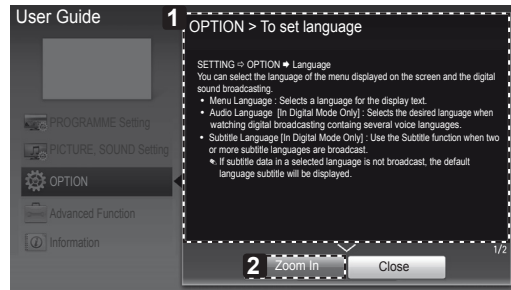 User Guide
1
OPTION > To set language
SETTING ⇨ OPTION ➡ Language
You can select the language of the menu displayed on the screen and the digital
sound broadcasting.
• Menu Language : Selects a language for the display text.
• Audio Language [In Digital Mode Only] : Selects the desired language when
watching digital broadcasting containg several voice languages.
• Subtitle Language [In Digital Mode Only] : Use the Subtitle function when two
or more subtitle languages are broadcast.
✎ If subtitle data in a selected language is not broadcast, the default
language subtitle will be displayed.
PROGRAMME Setting
PICTURE, SOUND Setting
OPTION
Advanced Function
Information
1/2
2
Zoom In
Close